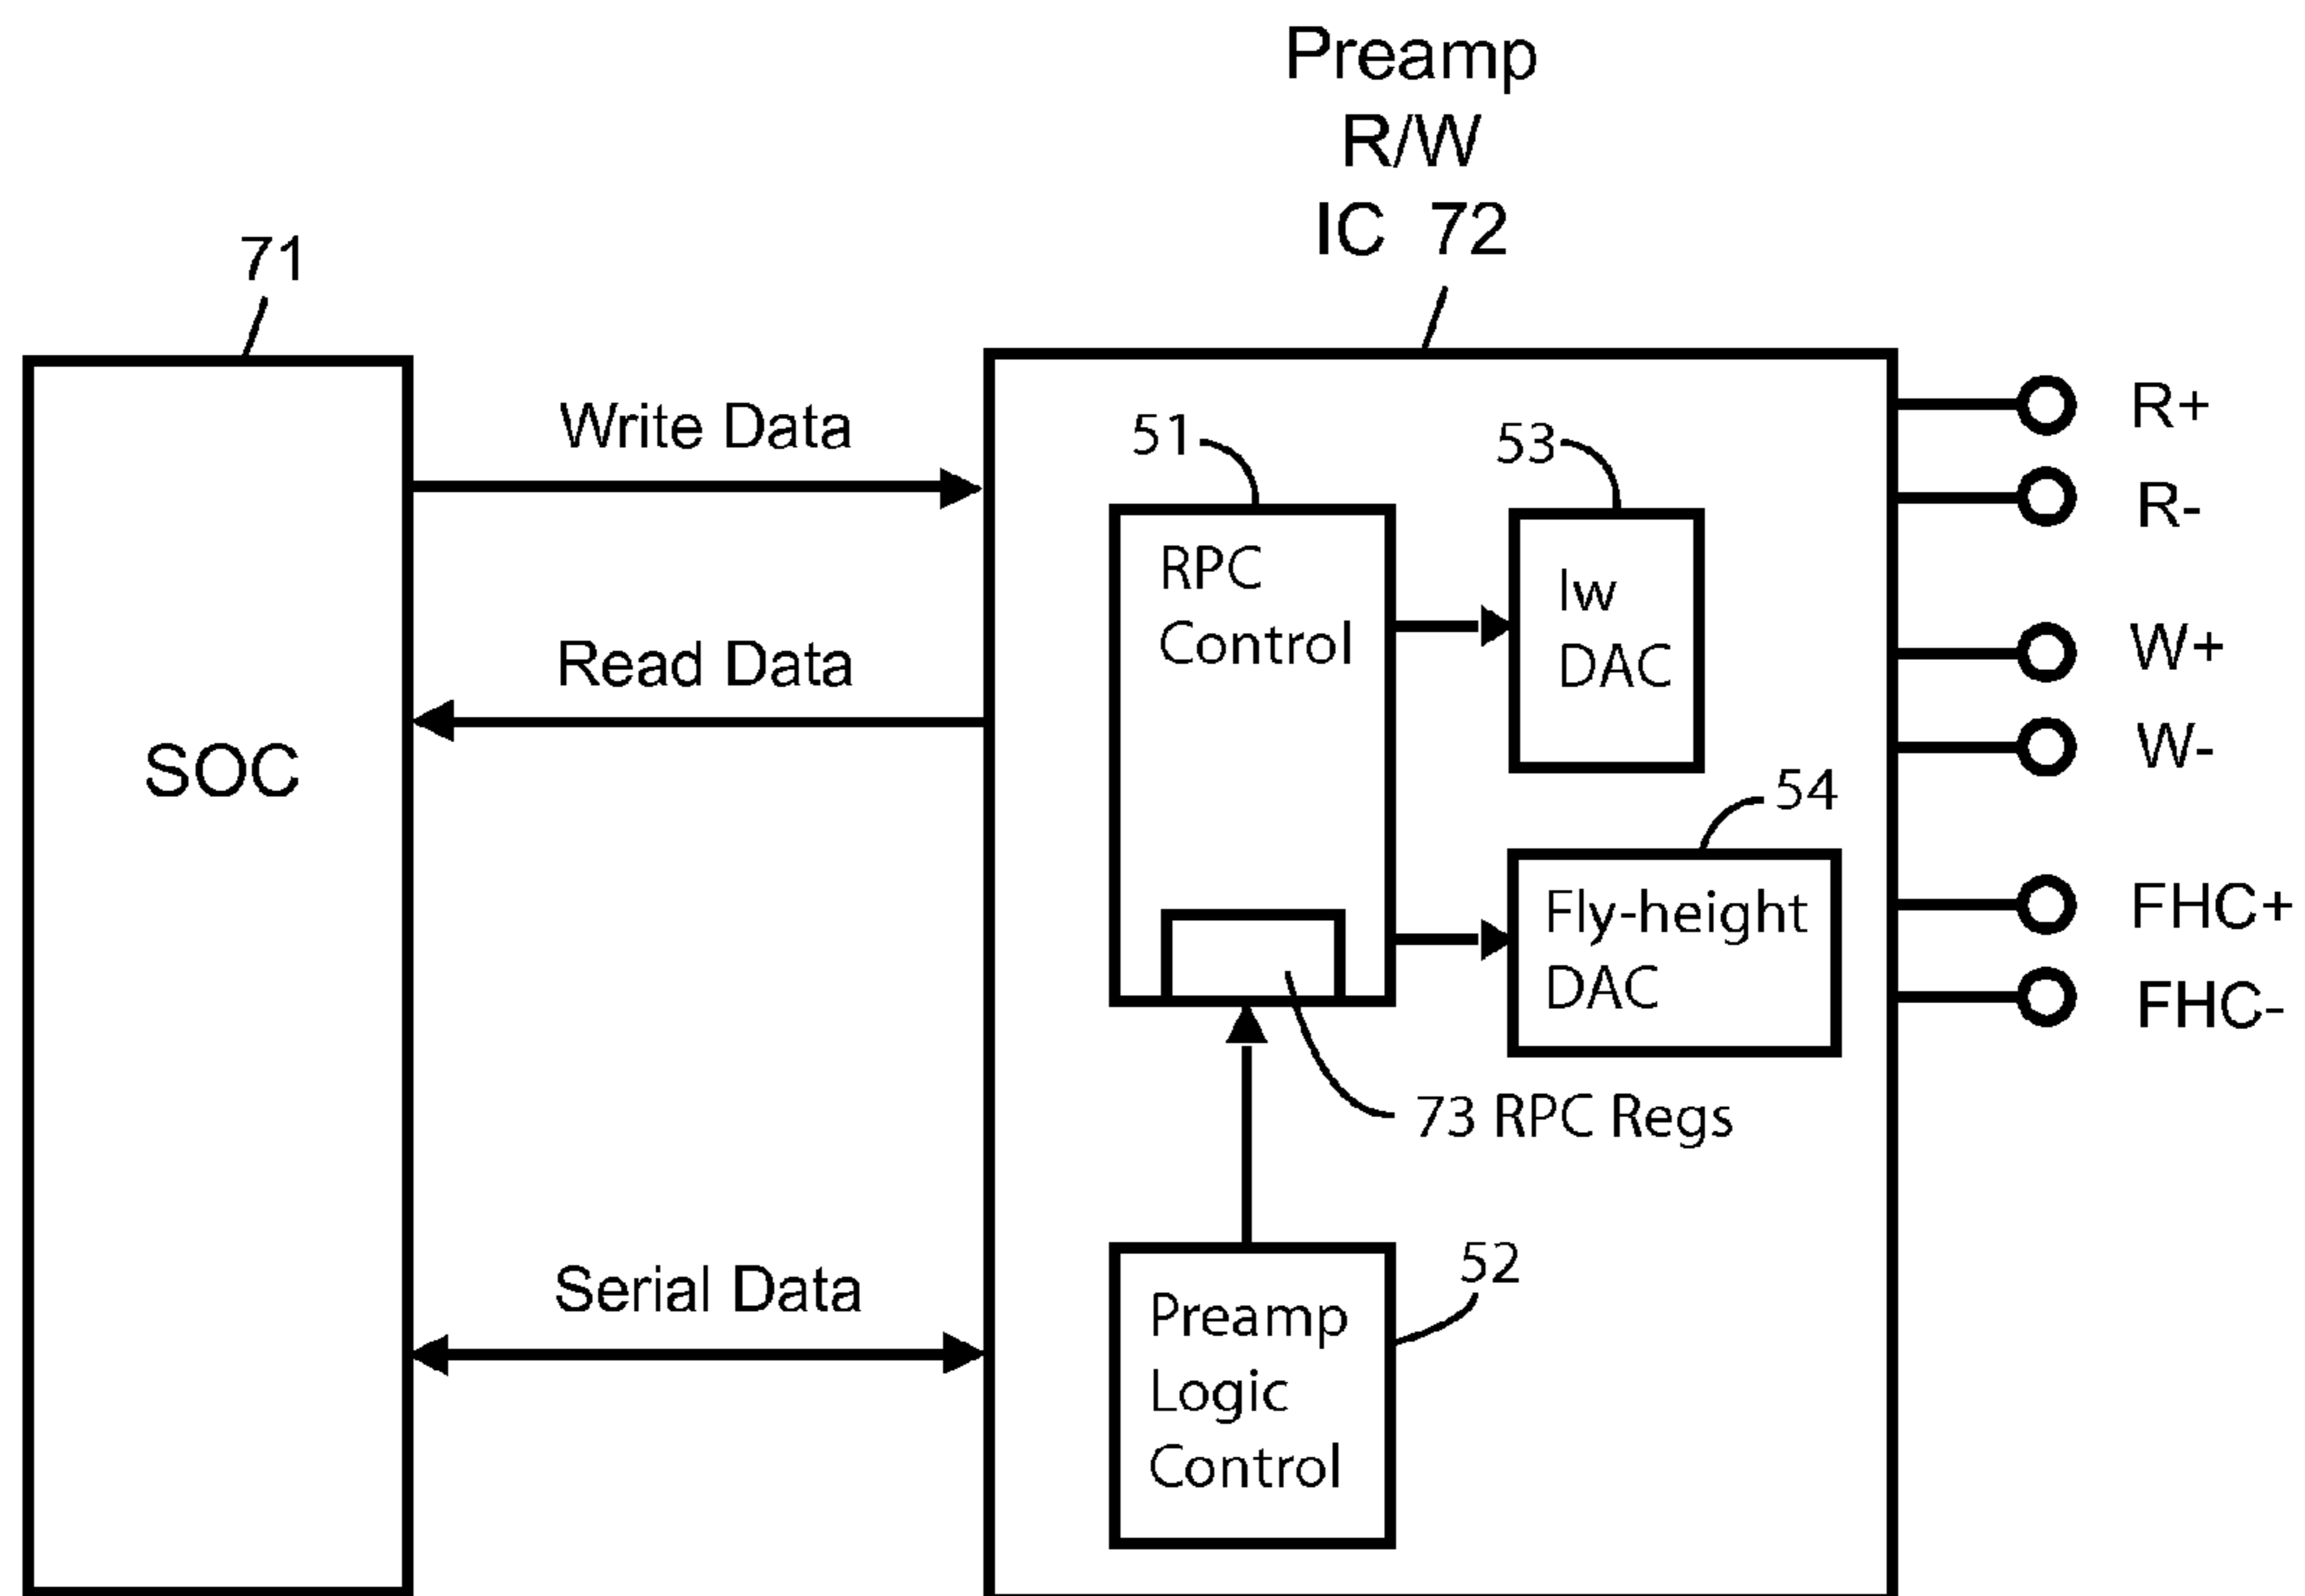 Preamp
R/W
IC 72
71
SOC
Write Data
Read Data
Serial Data
51
RPC
Control
53
Iw
DAC
54
Fly-height
DAC
73 RPC Regs
52
Preamp
Logic
Control
R+
R-
W+
W-
FHC+
FHC-